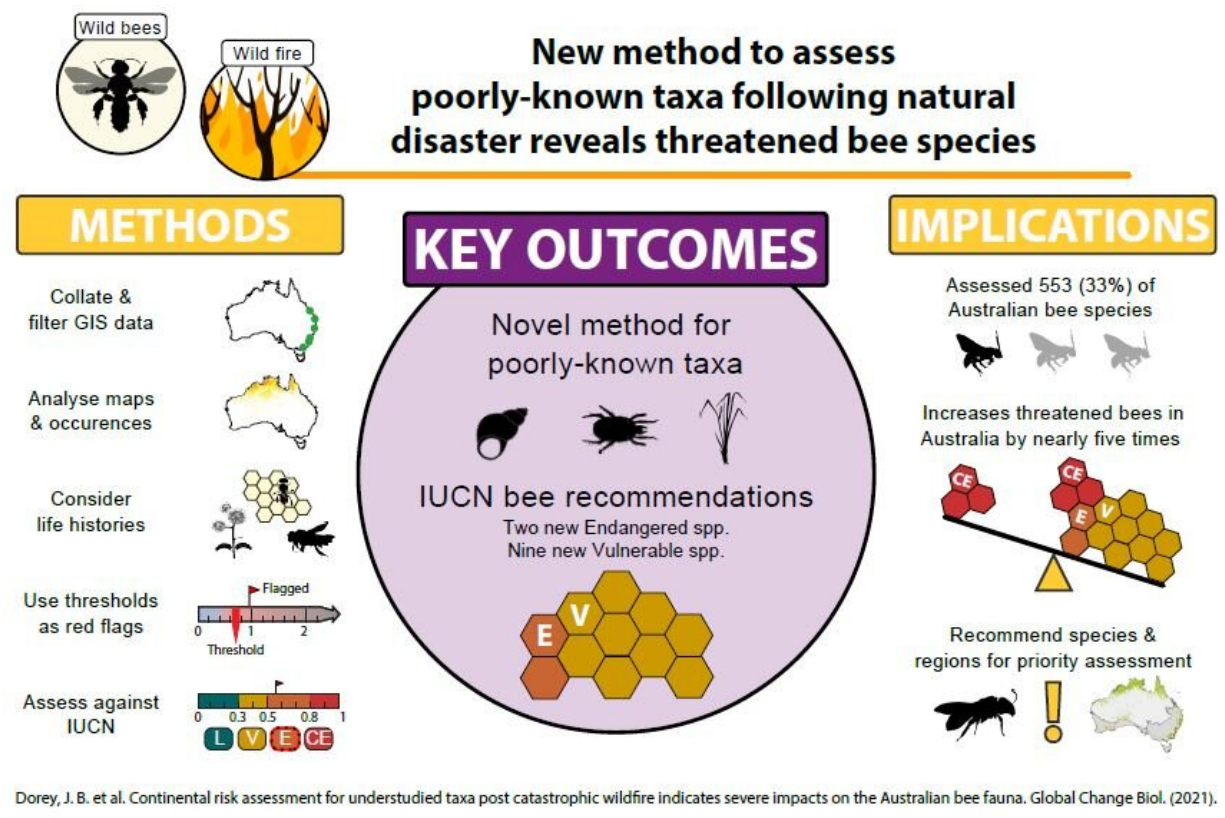 Wild bees
Wild fire
New method to assess
poorly-known taxa following natural
disaster reveals threatened bee species
METHODS
Collate &
filter GIS data
Analyse maps
& occurences
Consider
life histories
Use thresholds
as red flags
Flagged
0 1 2
Threshold
Assess against
IUCN
0 0.3 0.5 0.8 1
L V E CE
KEY OUTCOMES
Novel method for
poorly-known taxa
IUCN bee recommendations
Two new Endangered spp.
Nine new Vulnerable spp.
V
E
IMPLICATIONS
Assessed 553 (33%) of
Australian bee species
Increases threatened bees in
Australia by nearly five times
CE
CE
E V
Recommend species &
regions for priority assessment
!
Dorey, J. B. et al. Continental risk assessment for understudied taxa post catastrophic wildfire indicates severe impacts on the Australian bee fauna. Global Change Biol. (2021).